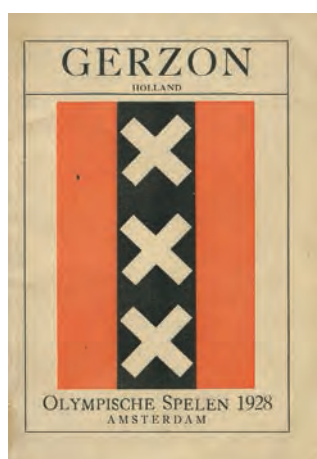 GERZON
HOLLAND
OLYMPISCHE SPELEN 1928
AMSTERDAM